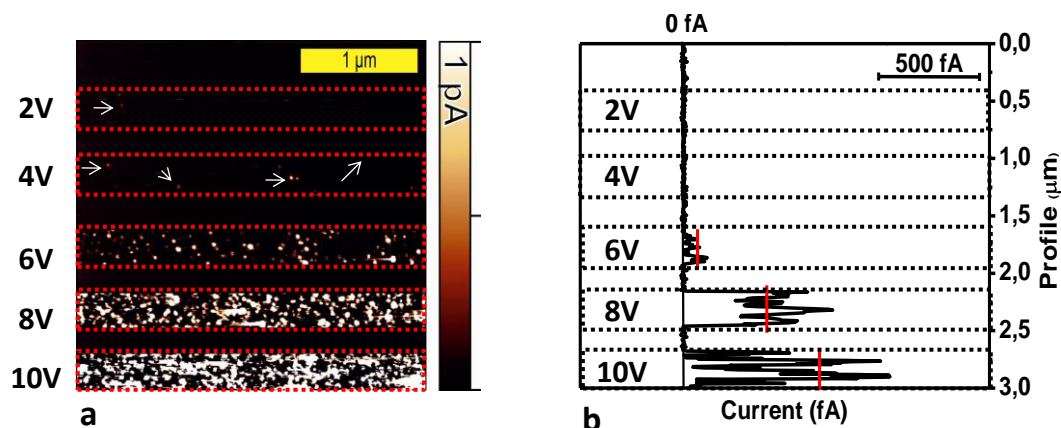 1 µm
2V
4V
6V
8V
10V
1 pA
a
0 fA
500 fA
2V
4V
6V
8V
10V
0,0
0,5
1,0
1,5
2,0
2,5
3,0
Profile (µm)
Current (fA)
b